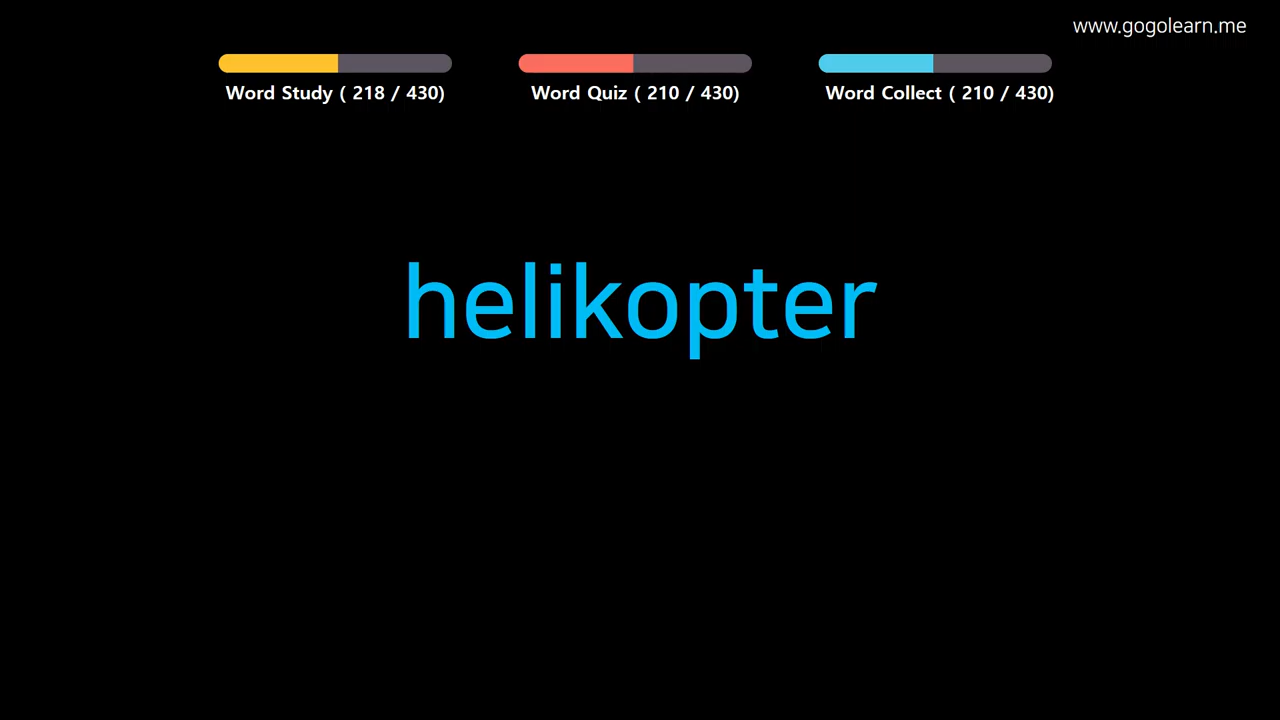 www.gogolearn.me
Word Study ( 218 / 430)
Word Quiz ( 210 / 430)
Word Collect ( 210 / 430)
helikopter